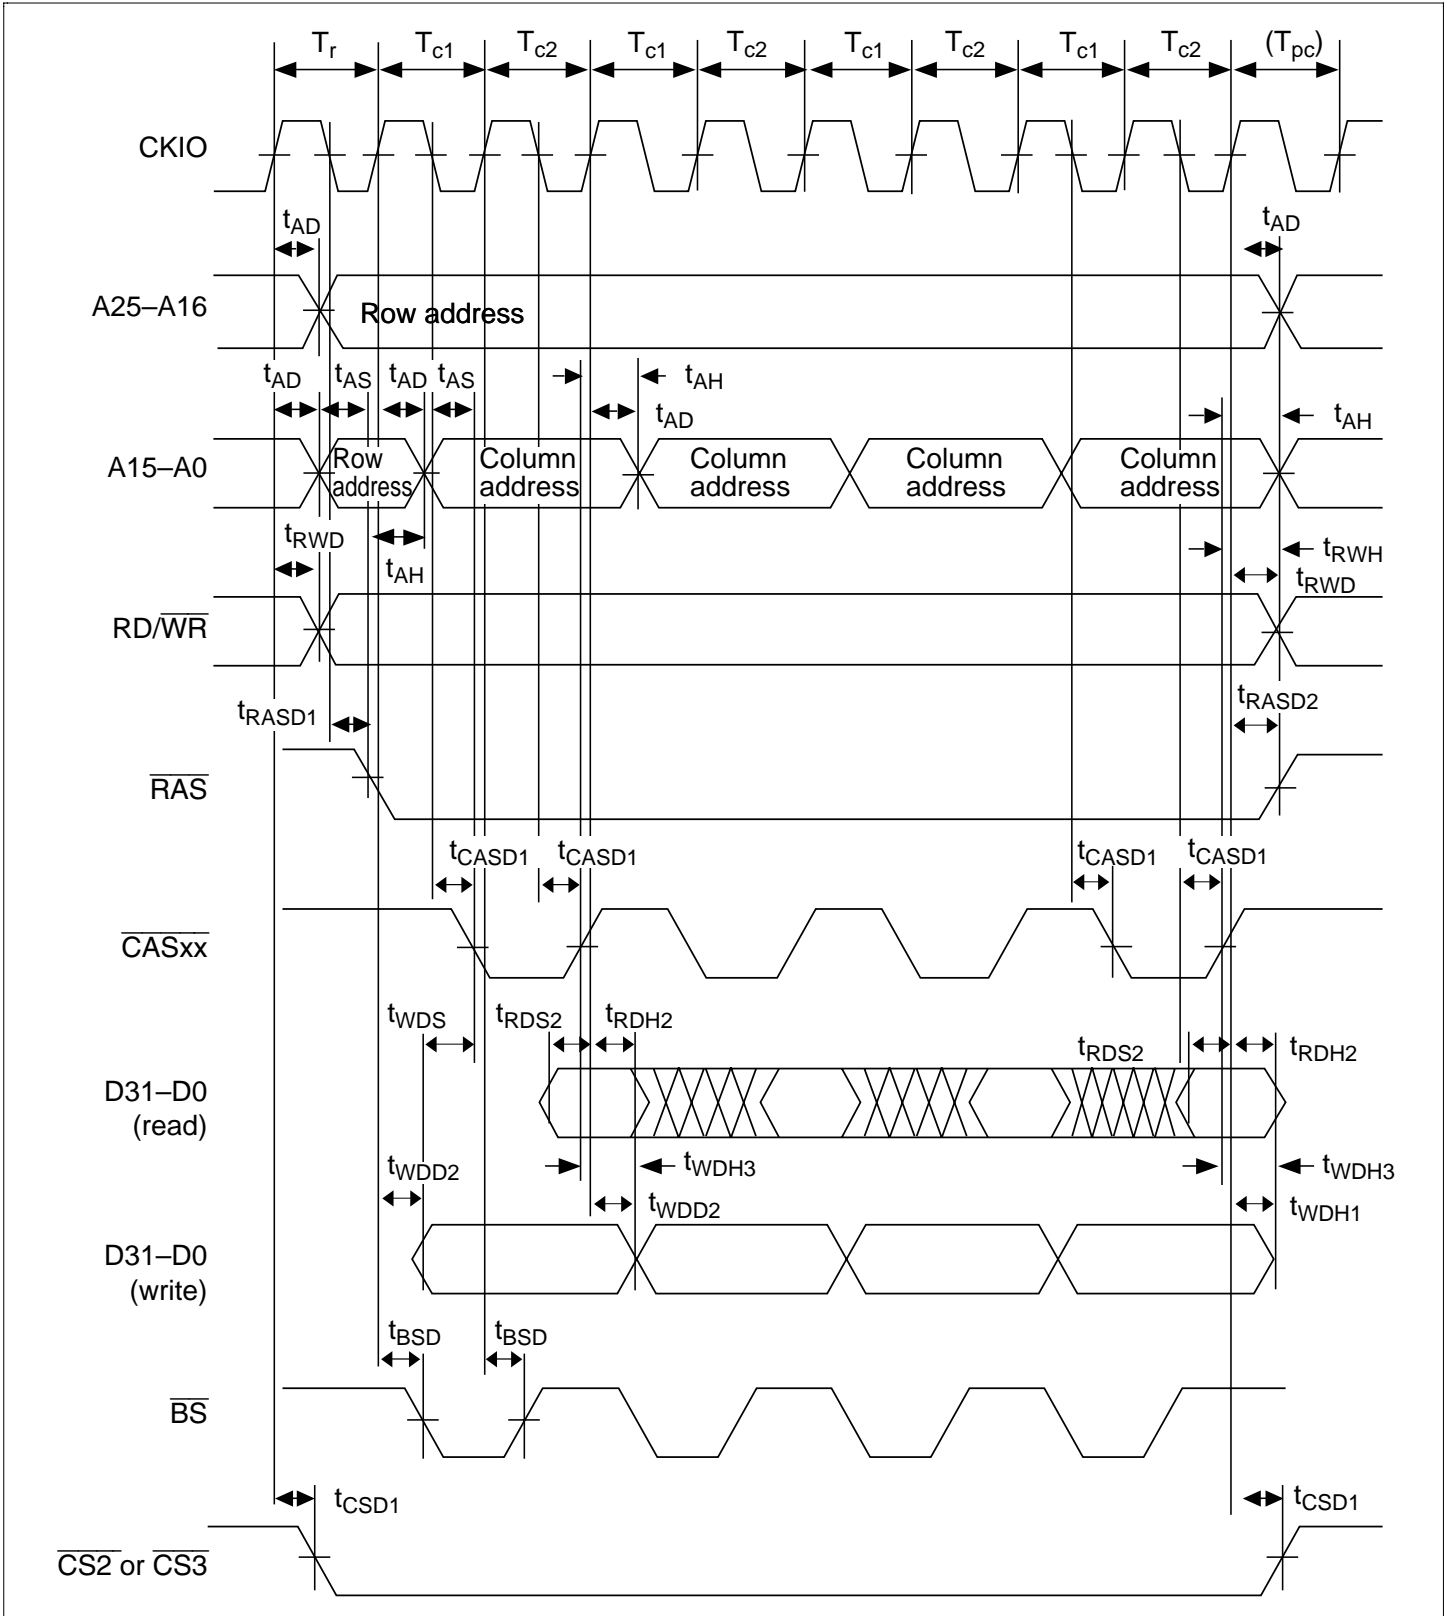 Tr Tc1 Tc2 Tc1 Tc2 Tc1 Tc2 Tc1 Tc2 (Tpc)
CKIO
tAD tAD
A25–A16 Row address
tAD tAS tAD tAS tAH
tAD tAH
A15–A0 Row address Column address Column address Column address Column address
tRWD tAH tRWH
tRWD
RD/WR
tRASD1 tRASD2
RAS
tCASD1 tCASD1 tCASD1 tCASD1
CASxx
tWDS tRDS2 tRDH2 tRDS2 tRDH2
D31–D0
(read)
tWDD2 tWDH3 tWDH3
tWDD2 tWDH1
D31–D0
(write)
tBSD tBSD
BS
tCSD1 tCSD1
CS2 or CS3